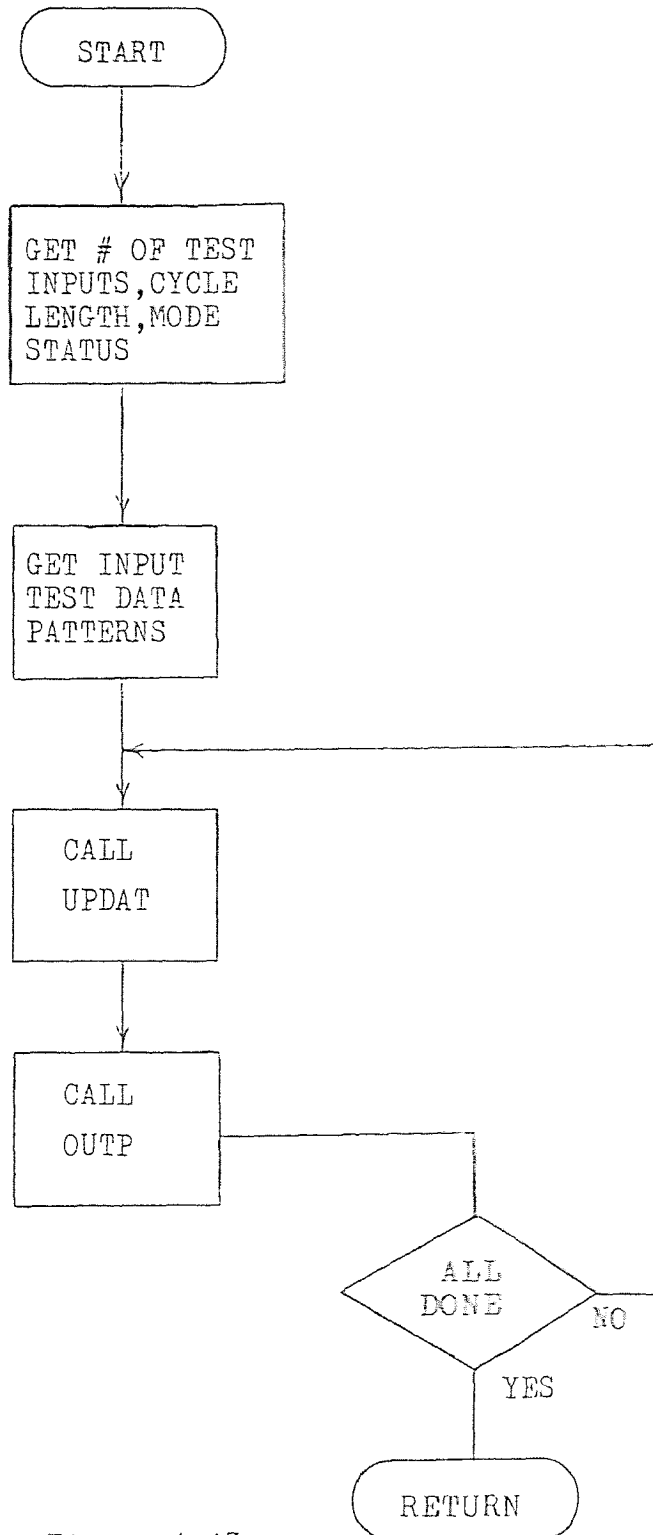 START
GET # OF TEST
INPUTS,CYCLE
LENGTH,MODE
STATUS
GET INPUT
TEST DATA
PATTERNS
CALL
UPDAT
CALL
OUTP
ALL
DONE
NO
YES
RETURN